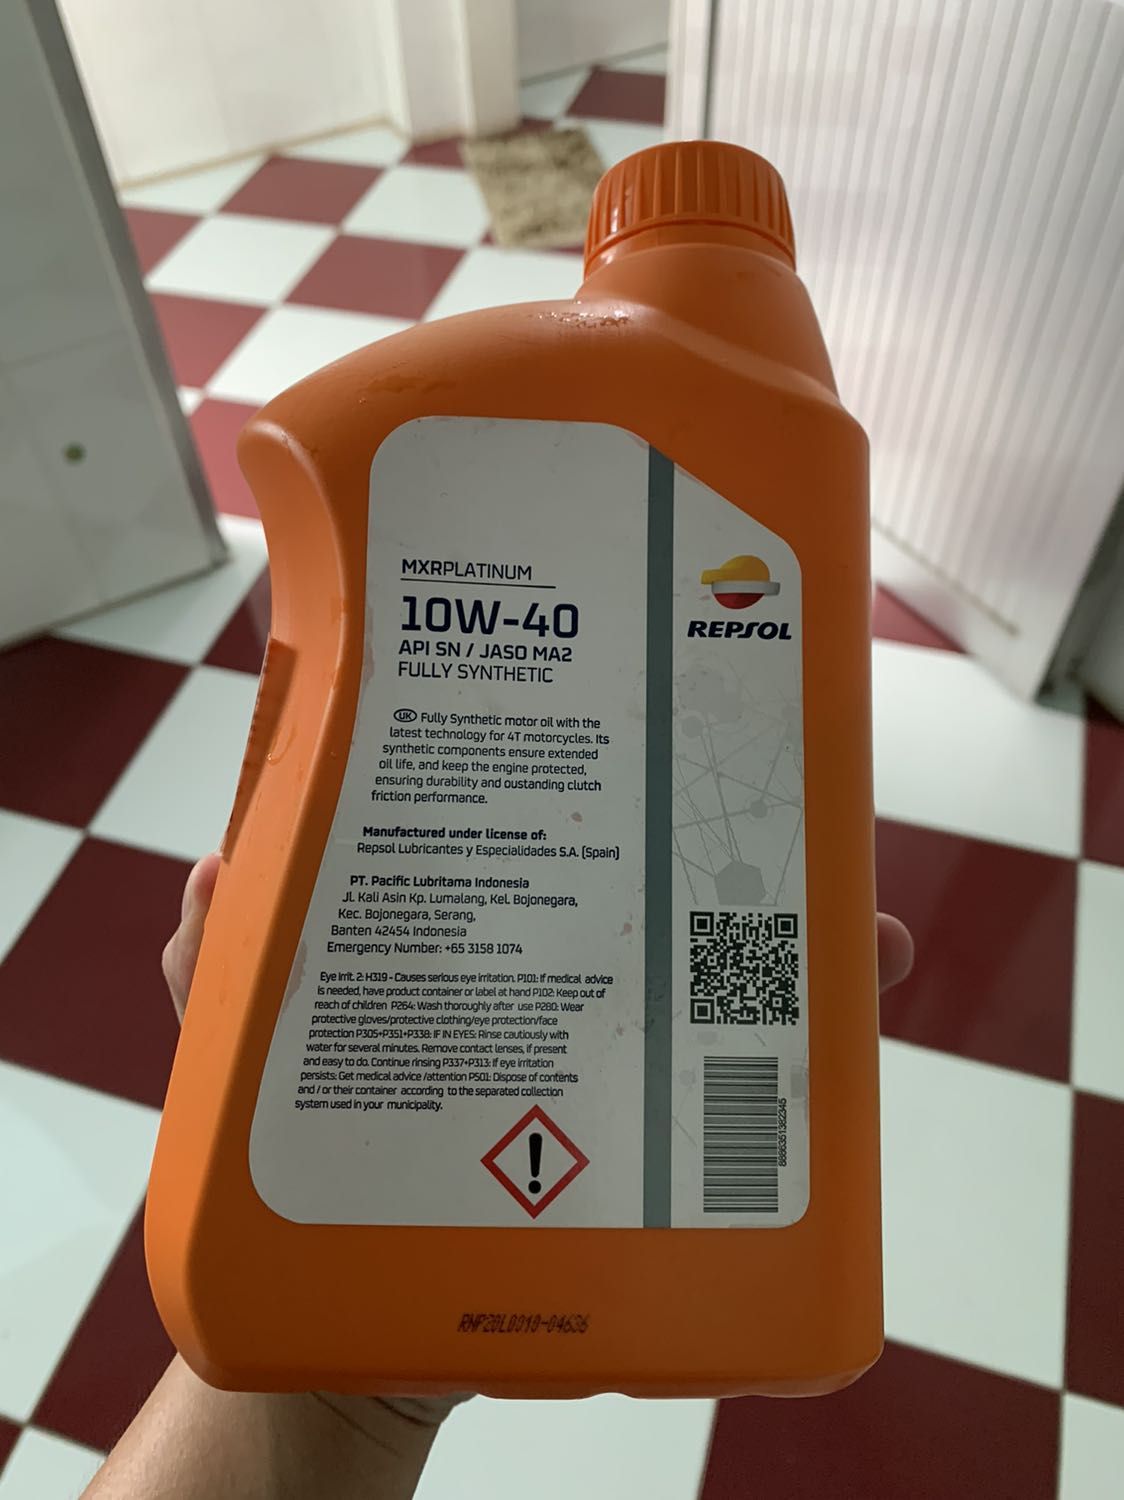 MXRPLATINUM
10W-40
API SN / JASO MA2
FULLY SYNTHETIC
UK Fully Synthetic motor oil with the
latest technology for 4T motorcycles. Its
synthetic components ensure extended
oil life, and keep the engine protected,
ensuring durability and oustanding clutch
friction performance.
Manufactured under license of:
Repsol Lubricantes y Especialidades S.A. (Spain)
PT. Pacific Lubritama Indonesia
Jl. Kali Asin Kp. Lumalang, Kel. Bojonegara,
Kec. Bojonegara, Serang,
Banten 42454 Indonesia
Emergency Number: +65 3158 1074
Eye Irrit. 2: H319 - Causes serious eye irritation. P101: If medical advice
is needed, have product container or label at hand P102: Keep out of
reach of children P264: Wash thoroughly after use P280: Wear
protective gloves/protective clothing/eye protection/face
protection P305+P351+P338: IF IN EYES: Rinse cautiously with
water for several minutes. Remove contact lenses, if present
and easy to do. Continue rinsing P337+P313: If eye irritation
persists: Get medical advice /attention P501: Dispose of contents
and / or their container according to the separated collection
system used in your municipality.
REPSOL
8886351382345
RNP20L0010-04636